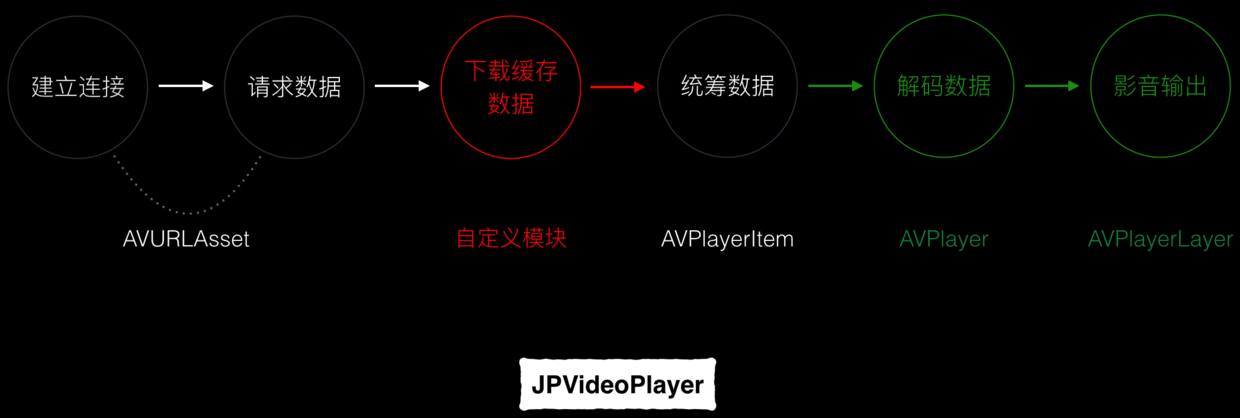 建立连接
请求数据
下载缓存
数据
统筹数据
解码数据
影音输出
AVURLAsset
自定义模块
AVPlayerItem
AVPlayer
AVPlayerLayer
JPVideoPlayer